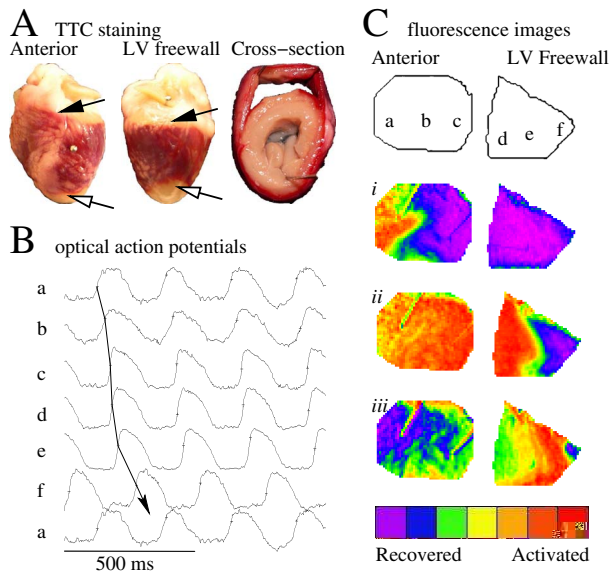 A TTC staining
Anterior LV freewall Cross−section
B optical action potentials
a
b
c
d
e
f
a
500 ms
C fluorescence images
Anterior LV Freewall
a b c d e f
i
ii
iii
Recovered Activated